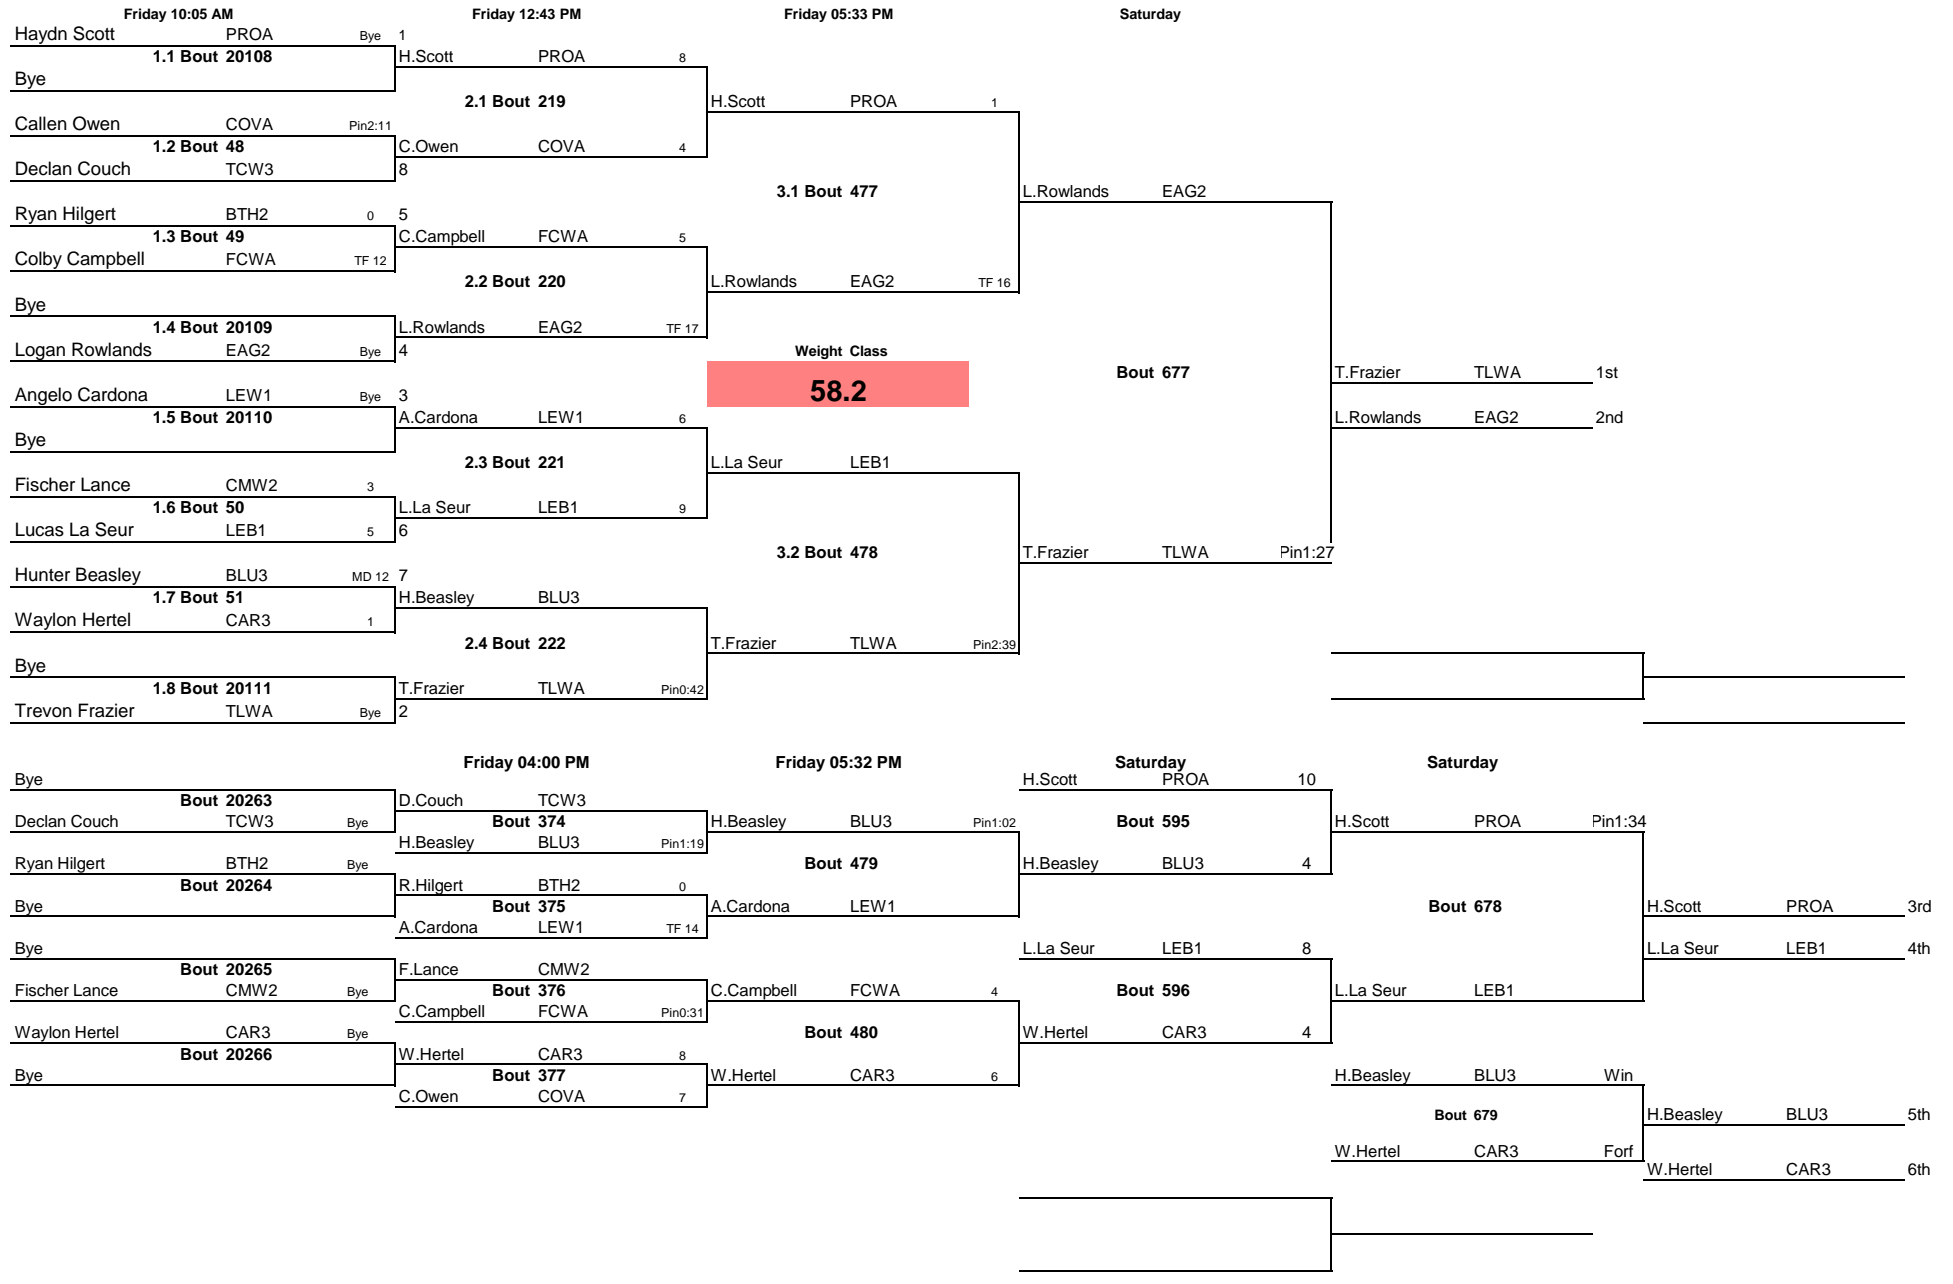 Friday 10:05 AM Friday 12:43 PM Friday 05:33 PM Saturday
Haydn Scott PROA Bye 1
1.1 Bout 20108 H.Scott PROA 8
Bye
2.1 Bout 219 H.Scott PROA 1
Callen Owen COVA Pin2:11
1.2 Bout 48 C.Owen COVA 4
Declan Couch TCW3 8
3.1 Bout 477 L.Rowlands EAG2
Ryan Hilgert BTH2 0 5
1.3 Bout 49 C.Campbell FCWA 5
Colby Campbell FCWA TF 12
2.2 Bout 220 L.Rowlands EAG2 TF 16
Bye
1.4 Bout 20109 L.Rowlands EAG2 TF 17
Logan Rowlands EAG2 Bye 4 Weight Class
Bout 677 T.Frazier TLWA 1st
Angelo Cardona LEW1 Bye 3 58.2
1.5 Bout 20110 A.Cardona LEW1 6 L.Rowlands EAG2 2nd
Bye
2.3 Bout 221 L.La Seur LEB1
Fischer Lance CMW2 3
1.6 Bout 50 L.La Seur LEB1 9
Lucas La Seur LEB1 5 6
3.2 Bout 478 T.Frazier TLWA Pin1:27
Hunter Beasley BLU3 MD 12 7
1.7 Bout 51 H.Beasley BLU3
Waylon Hertel CAR3 1
2.4 Bout 222 T.Frazier TLWA Pin2:39
Bye
1.8 Bout 20111 T.Frazier TLWA Pin0:42
Trevon Frazier TLWA Bye 2
Friday 04:00 PM Friday 05:32 PM Saturday Saturday
Bye H.Scott PROA 10
Bout 20263 D.Couch TCW3
Declan Couch TCW3 Bye Bout 374 H.Beasley BLU3 Pin1:02 Bout 595 H.Scott PROA Pin1:34
H.Beasley BLU3 Pin1:19
Ryan Hilgert BTH2 Bye Bout 479 H.Beasley BLU3 4
Bout 20264 R.Hilgert BTH2 0
Bye Bout 375 A.Cardona LEW1 Bout 678 H.Scott PROA 3rd
A.Cardona LEW1 TF 14
Bye L.La Seur LEB1 8 L.La Seur LEB1 4th
Bout 20265 F.Lance CMW2
Fischer Lance CMW2 Bye Bout 376 C.Campbell FCWA 4 Bout 596 L.La Seur LEB1
C.Campbell FCWA Pin0:31
Waylon Hertel CAR3 Bye Bout 480 W.Hertel CAR3 4
Bout 20266 W.Hertel CAR3 8
Bye Bout 377 W.Hertel CAR3 6 H.Beasley BLU3 Win
C.Owen COVA 7
Bout 679 H.Beasley BLU3 5th
W.Hertel CAR3 Forf
W.Hertel CAR3 6th